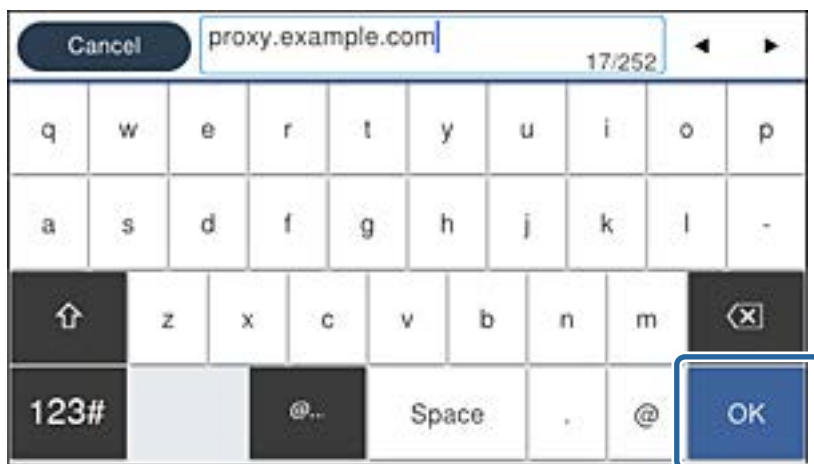 Cancel proxy.example.com
17/252 ◄ ►
q w e r t y u i o p
a s d f g h j k l -
z x c v b n m
123# @... Space . @ OK